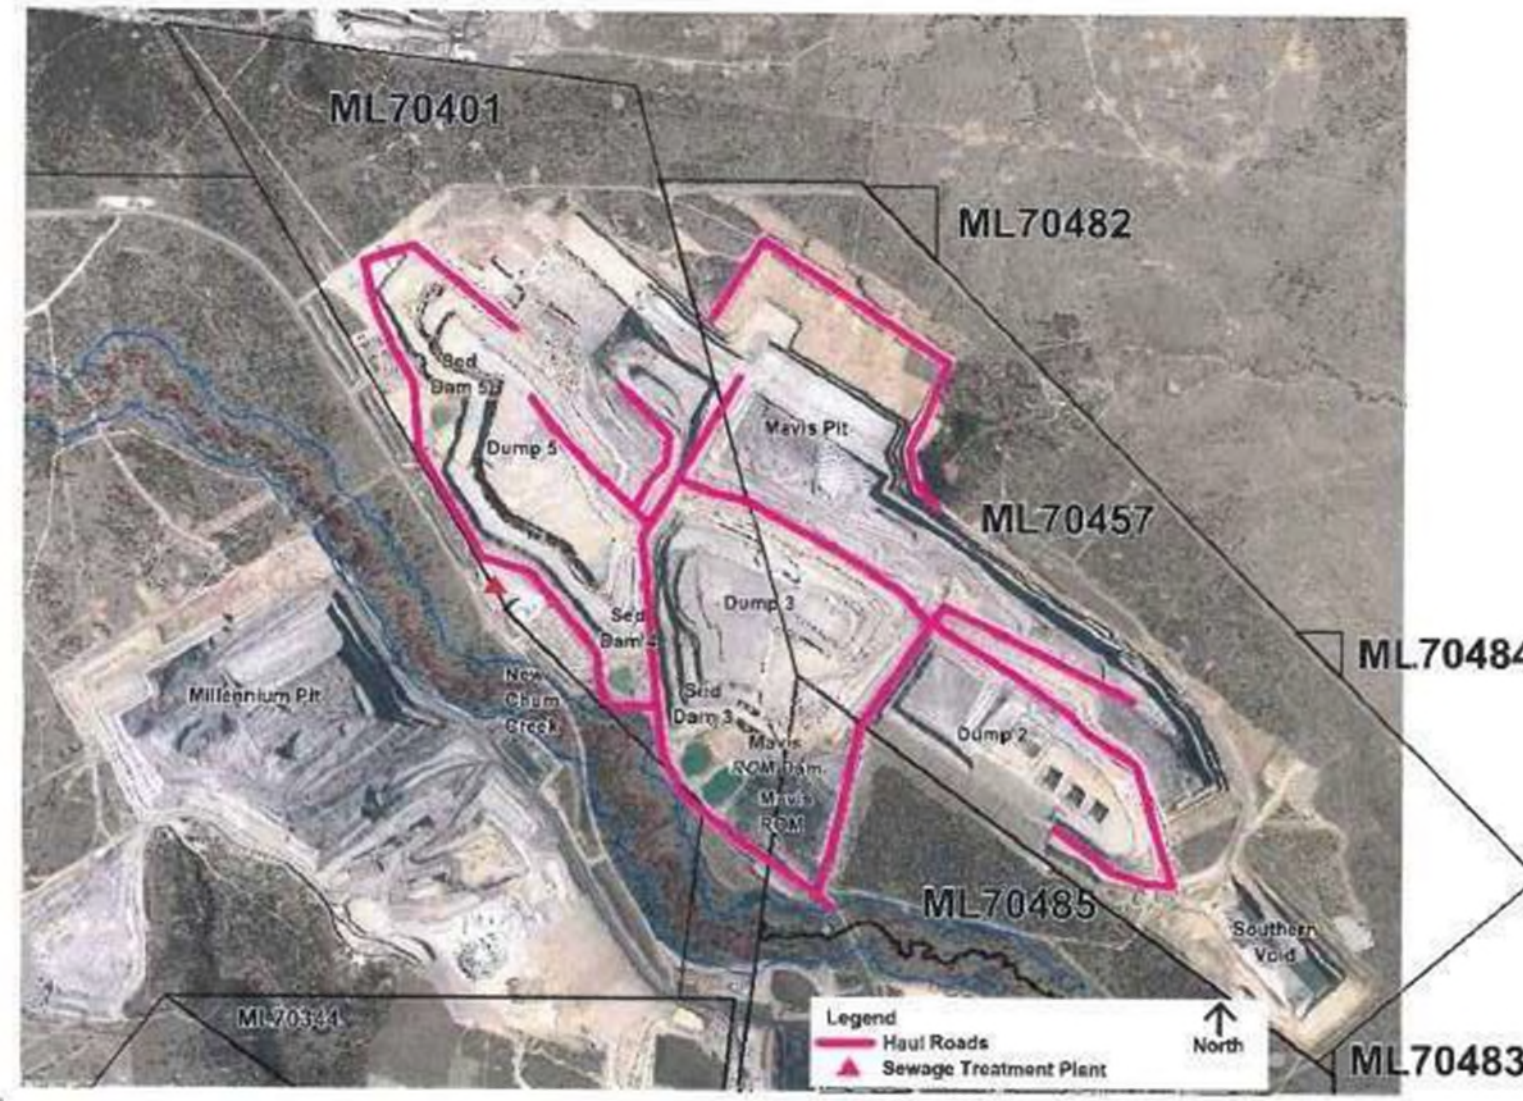 ML70401
ML70482
Sed
Dam 5B
Dump 5
Mavis Pit
ML70457
Dump 3
Sed
Dam 4
ML70484
Millennium Pit
New
Chum
Creek
Sed
Dam 3
Dump 2
Mavis
ROM Dam
Mavis
ROM
ML70485
Southern
Void
ML70344
Legend
Haul Roads
Sewage Treatment Plant
North
ML70483